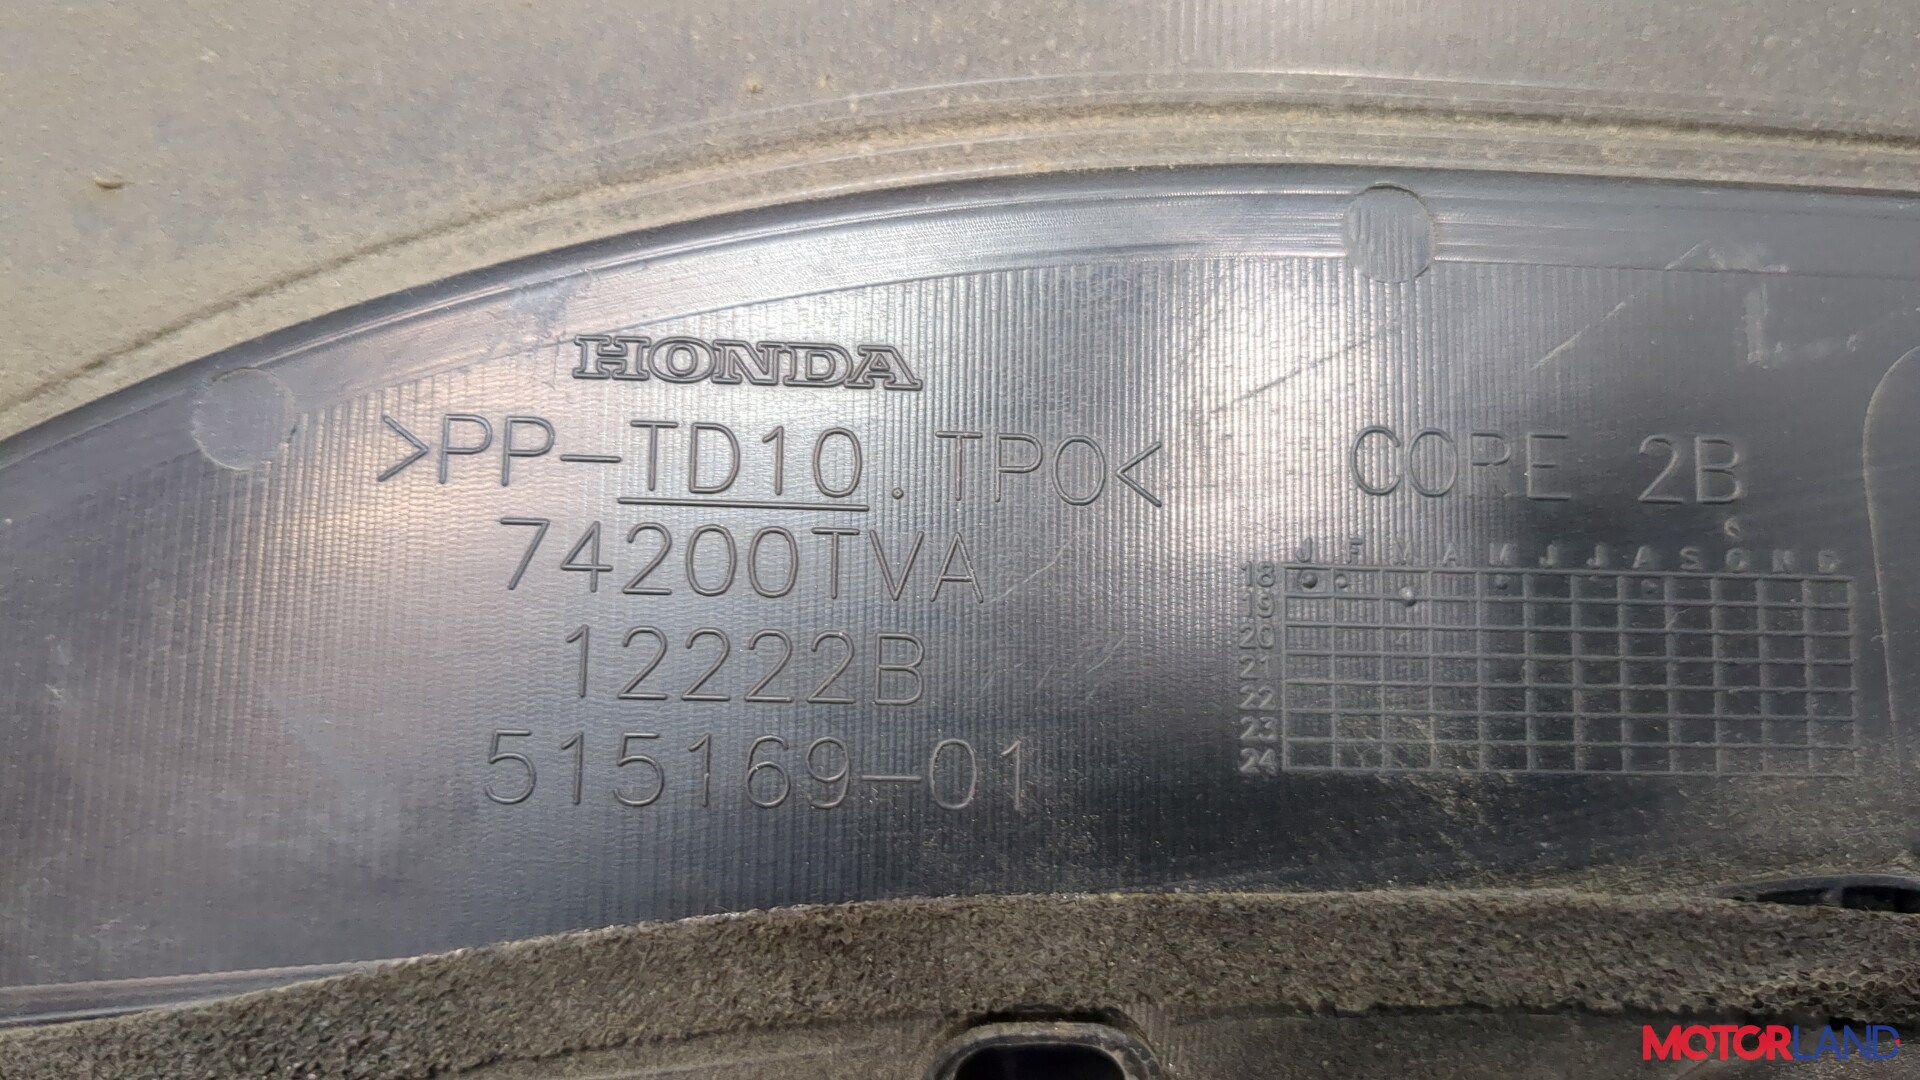 HONDA
>PP-TD10.TPO<
CORE 2B
74200TVA
12222B
515169-01
J F M A M J J A S O N D
18
19
20
21
22
23
24
MOTORLAND